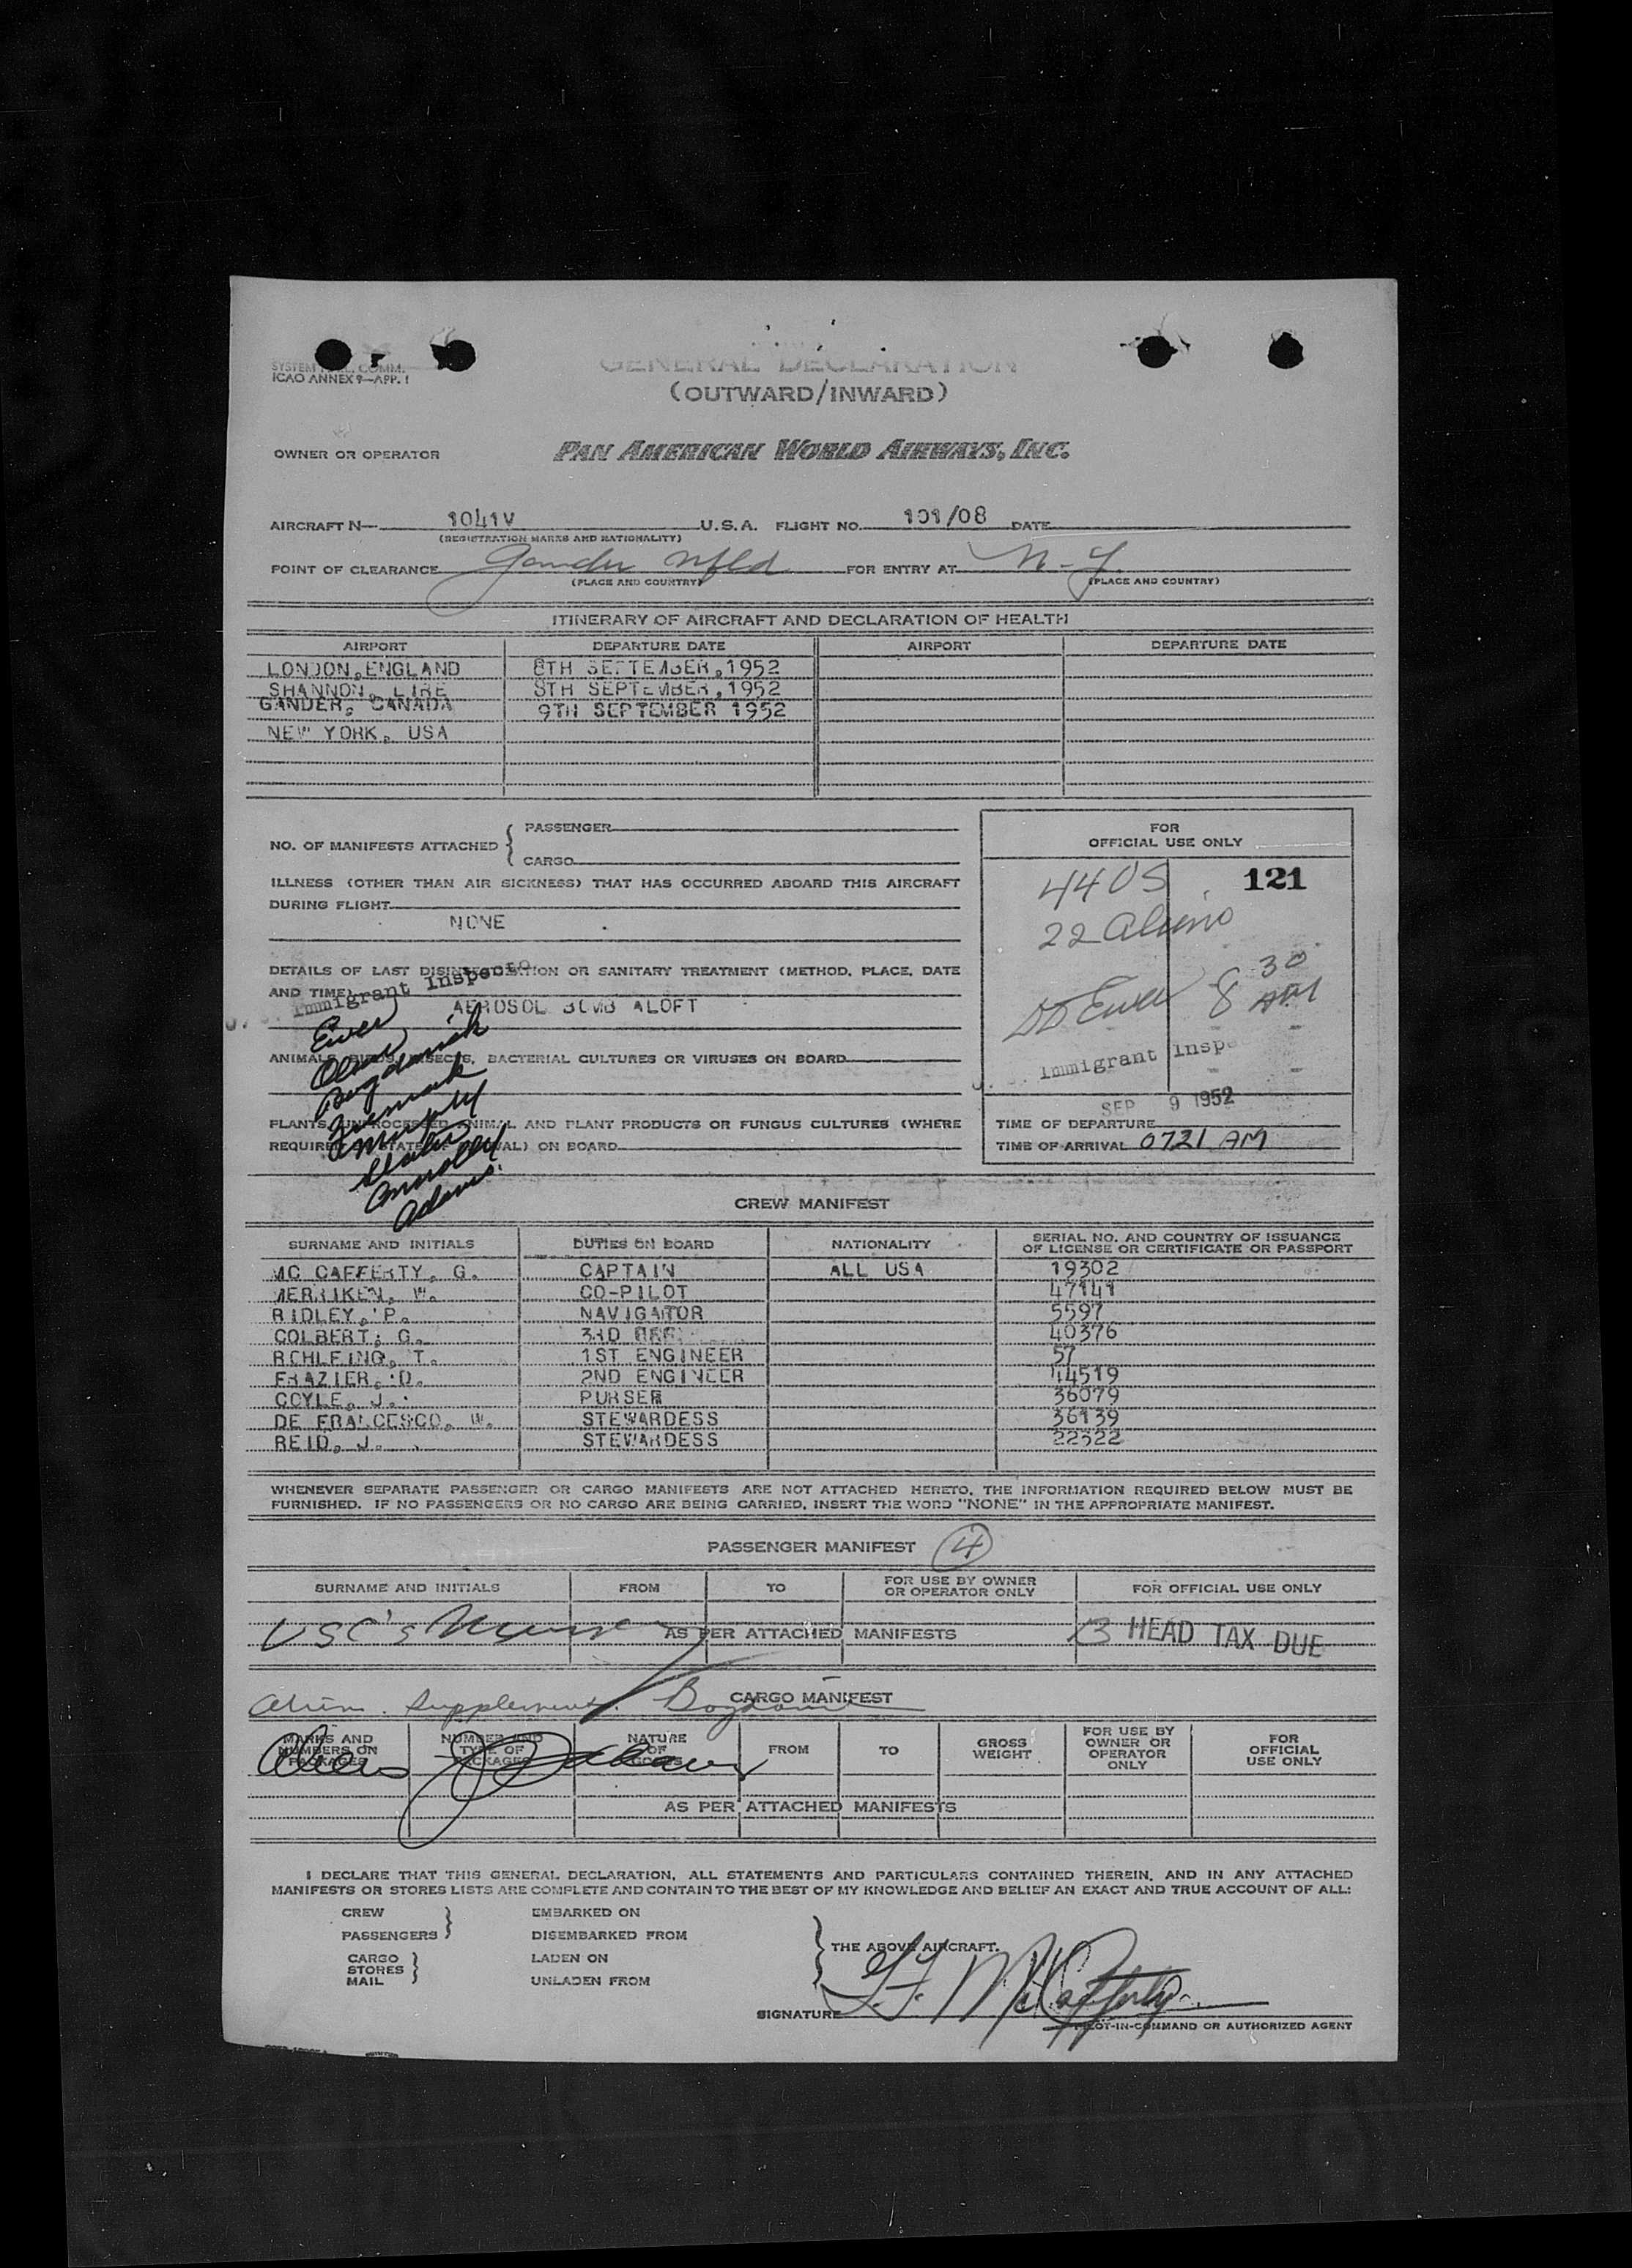 GENERAL DECLARATION
SYSTEM COMM.
ICAO ANNEX 9—APP. 1
(OUTWARD/INWARD)
OWNER OR OPERATOR PAN AMERICAN WORLD AIRWAYS, INC.
AIRCRAFT N— 1041V U.S.A. FLIGHT NO. 101/08 DATE
(REGISTRATION MARKS AND NATIONALITY)
POINT OF CLEARANCE Gander Nfld FOR ENTRY AT N.Y.
(PLACE AND COUNTRY) (PLACE AND COUNTRY)
ITINERARY OF AIRCRAFT AND DECLARATION OF HEALTH
AIRPORT DEPARTURE DATE AIRPORT DEPARTURE DATE
LONDON, ENGLAND 8TH SEPTEMBER, 1952
SHANNON, EIRE 8TH SEPTEMBER, 1952
GANDER, CANADA 9TH SEPTEMBER 1952
NEW YORK, USA
NO. OF MANIFESTS ATTACHED { PASSENGER
CARGO
FOR
OFFICIAL USE ONLY
44 US 121
22 Aliens
DD Ewer 8 30 AM
Immigrant Insp
SEP 9 1952
TIME OF DEPARTURE
TIME OF ARRIVAL 0721 AM
ILLNESS (OTHER THAN AIR SICKNESS) THAT HAS OCCURRED ABOARD THIS AIRCRAFT
DURING FLIGHT
NONE
DETAILS OF LAST DISINSECTISATION OR SANITARY TREATMENT (METHOD, PLACE, DATE
AND TIME)
Immigrant Inspector
AEROSOL BOMB ALOFT
Ewer
Bogdanich
Murphy
Connolly
Adams
ANIMALS, BIRDS, INSECTS, BACTERIAL CULTURES OR VIRUSES ON BOARD
PLANTS, UNPROCESSED ANIMAL AND PLANT PRODUCTS OR FUNGUS CULTURES (WHERE
REQUIRED STATE OF ARRIVAL) ON BOARD
CREW MANIFEST
SURNAME AND INITIALS DUTIES ON BOARD NATIONALITY SERIAL NO. AND COUNTRY OF ISSUANCE
OF LICENSE OR CERTIFICATE OR PASSPORT
MC CAFFERTY, G. CAPTAIN ALL USA 19302
MERRIKEN, W. CO-PILOT 47141
RIDLEY, P. NAVIGATOR 5597
COLBERT, G. 3RD 40376
ROHLFING, T. 1ST ENGINEER 57
FRAZIER, D. 2ND ENGINEER 44519
COYLE, J. PURSER 36079
DE FRANCESCO, W. STEWARDESS 36139
REID, J. STEWARDESS 22322
WHENEVER SEPARATE PASSENGER OR CARGO MANIFESTS ARE NOT ATTACHED HERETO, THE INFORMATION REQUIRED BELOW MUST BE
FURNISHED. IF NO PASSENGERS OR NO CARGO ARE BEING CARRIED, INSERT THE WORD "NONE" IN THE APPROPRIATE MANIFEST.
PASSENGER MANIFEST 4
SURNAME AND INITIALS FROM TO FOR USE BY OWNER
OR OPERATOR ONLY FOR OFFICIAL USE ONLY
USC's AS PER ATTACHED MANIFESTS 13 HEAD TAX DUE
Alien Supplement
CARGO MANIFEST
MARKS AND
NUMBERS ON
PACKAGES NUMBER AND
TYPE OF
PACKAGES NATURE
OF
GOODS FROM TO GROSS
WEIGHT FOR USE BY
OWNER OR
OPERATOR
ONLY FOR
OFFICIAL
USE ONLY
AS PER ATTACHED MANIFESTS
I DECLARE THAT THIS GENERAL DECLARATION, ALL STATEMENTS AND PARTICULARS CONTAINED THEREIN, AND IN ANY ATTACHED
MANIFESTS OR STORES LISTS ARE COMPLETE AND CONTAIN TO THE BEST OF MY KNOWLEDGE AND BELIEF AN EXACT AND TRUE ACCOUNT OF ALL:
CREW EMBARKED ON
PASSENGERS } DISEMBARKED FROM
THE ABOVE AIRCRAFT.
CARGO LADEN ON
STORES }
MAIL UNLADEN FROM
SIGNATURE McCafferty
PILOT-IN-COMMAND OR AUTHORIZED AGENT